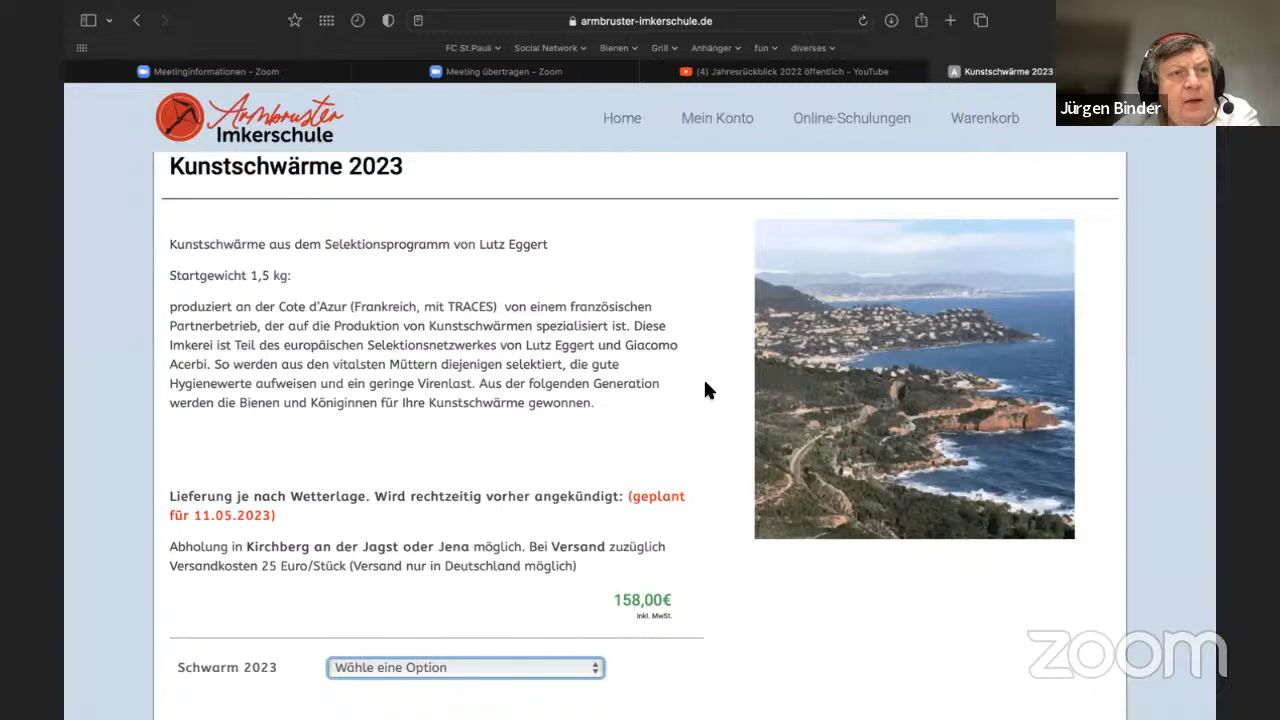 armbruster-imkerschule.de
FC St.Pauli Social Network Bienen Grill Anhänger fun diverses
Meetinginformationen - Zoom
Meeting übertragen - Zoom
(4) Jahresrückblick 2022 öffentlich - YouTube
A Kunstschwärme 2023
Jürgen Binder
Armbruster
Imkerschule
Home Mein Konto Online-Schulungen Warenkorb
Kunstschwärme 2023
Kunstschwärme aus dem Selektionsprogramm von Lutz Eggert
Startgewicht 1,5 kg:
produziert an der Cote d'Azur (Frankreich, mit TRACES) von einem französischen
Partnerbetrieb, der auf die Produktion von Kunstschwärmen spezialisiert ist. Diese
Imkerei ist Teil des europäischen Selektionsnetzwerkes von Lutz Eggert und Giacomo
Acerbi. So werden aus den vitalsten Müttern diejenigen selektiert, die gute
Hygienewerte aufweisen und ein geringe Virenlast. Aus der folgenden Generation
werden die Bienen und Königinnen für Ihre Kunstschwärme gewonnen.
Lieferung je nach Wetterlage. Wird rechtzeitig vorher angekündigt: (geplant
für 11.05.2023)
Abholung in Kirchberg an der Jagst oder Jena möglich. Bei Versand zuzüglich
Versandkosten 25 Euro/Stück (Versand nur in Deutschland möglich)
158,00€
inkl. MwSt.
Schwarm 2023 Wähle eine Option
zoom